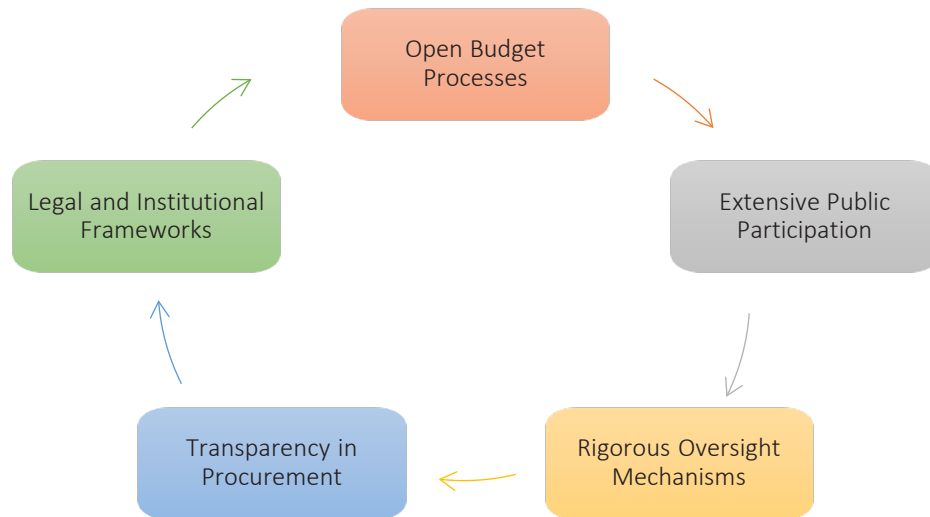 Open Budget
Processes
Extensive Public
Participation
Rigorous Oversight
Mechanisms
Transparency in
Procurement
Legal and Institutional
Frameworks